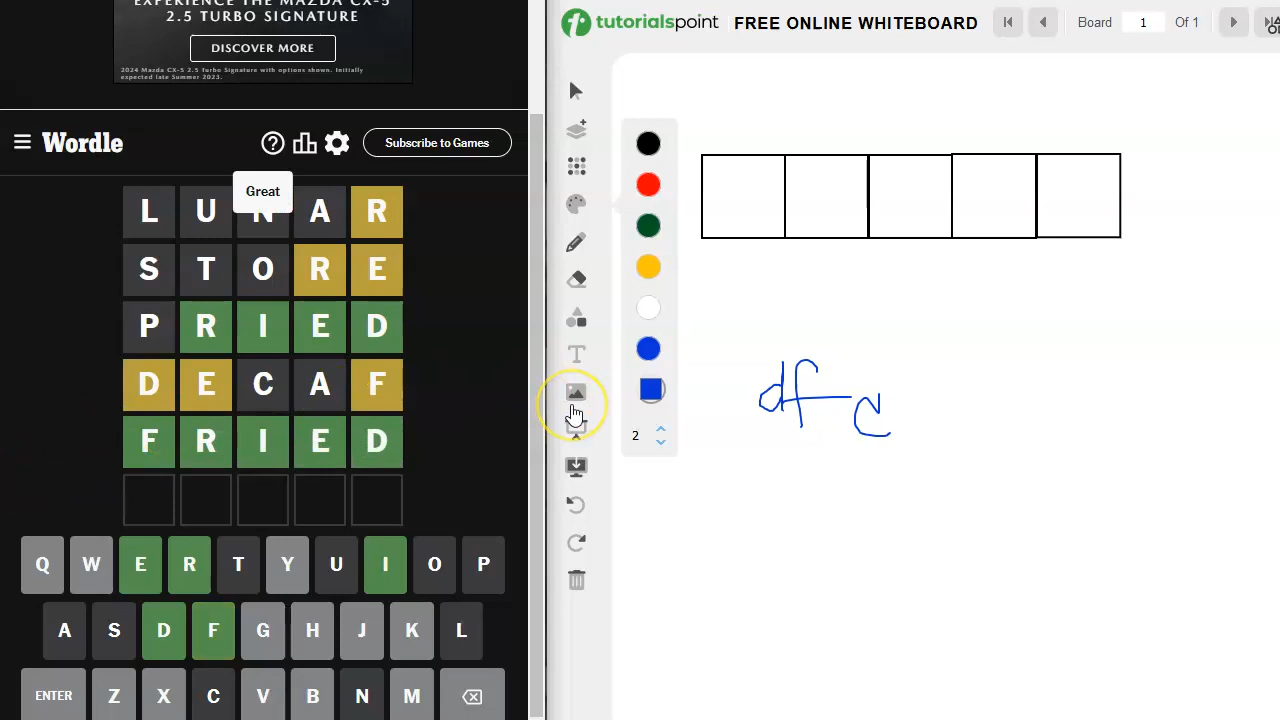 EXPERIENCE THE MAZDA CX-5
2.5 TURBO SIGNATURE
DISCOVER MORE
2024 Mazda CX-5 2.5 Turbo Signature with options shown. Initially
expected late Summer 2023.
Wordle
Subscribe to Games
Great
L U N A R
S T O R E
P R I E D
D E C A F
F R I E D
Q W E R T Y U I O P
A S D F G H J K L
ENTER Z X C V B N M
tutorialspoint FREE ONLINE WHITEBOARD
Board 1 Of 1
2
df